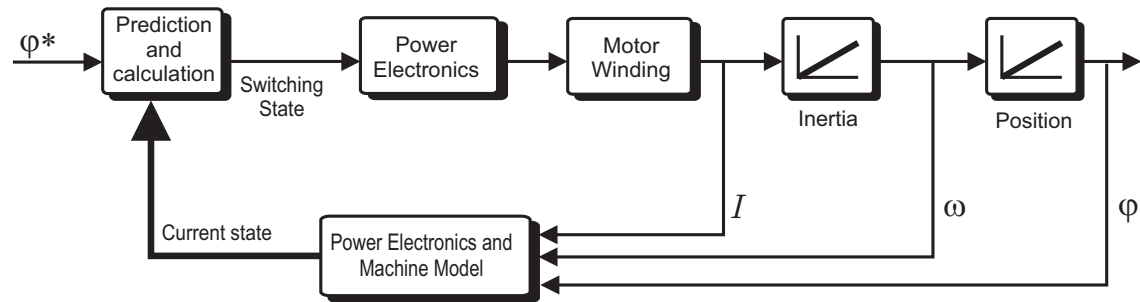 φ*
Prediction
and
calculation
Switching
State
Power
Electronics
Motor
Winding
Inertia
Position
I
ω
φ
Current state
Power Electronics and
Machine Model